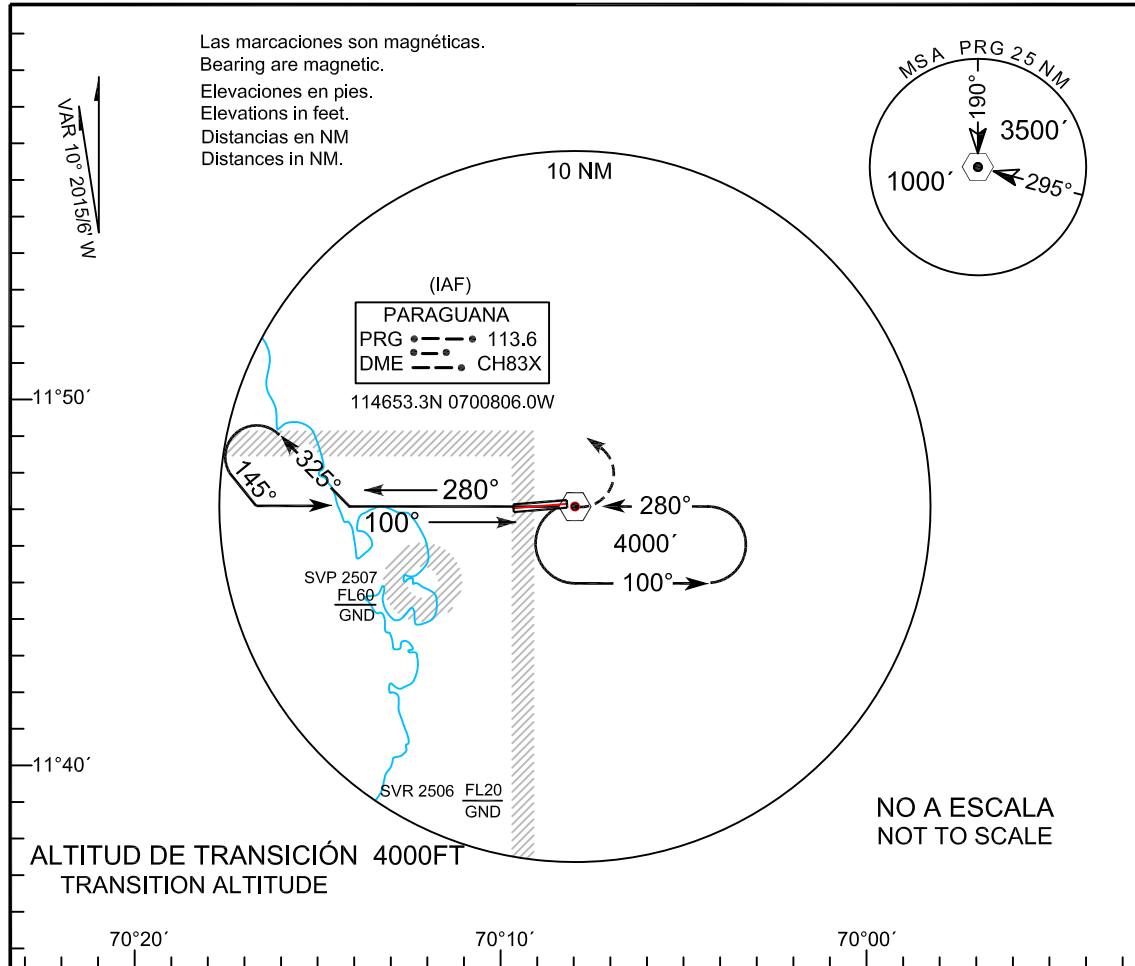 Las marcaciones son magnéticas.
Bearing are magnetic.
Elevaciones en pies.
Elevations in feet.
Distancias en NM
Distances in NM.
VAR 10° 2015/6' W
MSA PRG 25 NM
190°
3500´
1000´
295°
10 NM
(IAF)
PARAGUANA
PRG 113.6
DME CH83X
114653.3N 0700806.0W
11°50´
325°
145°
280°
100°
280°
4000´
100°
SVP 2507
FL60
GND
11°40´
SVR 2506 FL20
GND
NO A ESCALA
NOT TO SCALE
ALTITUD DE TRANSICIÓN 4000FT
TRANSITION ALTITUDE
70°20´
70°10´
70°00´